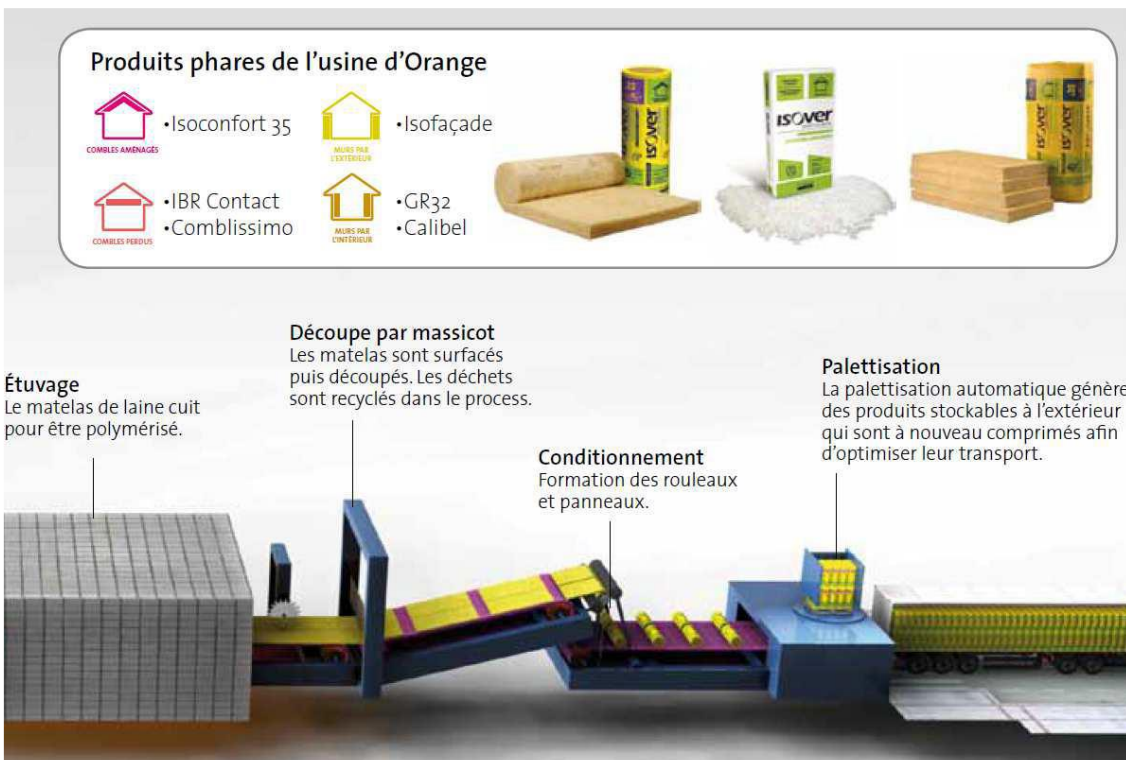 Produits phares de l'usine d'Orange
•Isoconfort 35
COMBLES AMÉNAGÉS
•Isofaçade
MURS PAR
L'EXTÉRIEUR
•IBR Contact
•Comblissimo
COMBLES PERDUS
•GR32
•Calibel
MURS PAR
L'INTÉRIEUR
isover
isover
isover
Étuvage
Le matelas de laine cuit
pour être polymérisé.
Découpe par massicot
Les matelas sont surfacés
puis découpés. Les déchets
sont recyclés dans le process.
Conditionnement
Formation des rouleaux
et panneaux.
Palettisation
La palettisation automatique génère
des produits stockables à l'extérieur
qui sont à nouveau comprimés afin
d'optimiser leur transport.